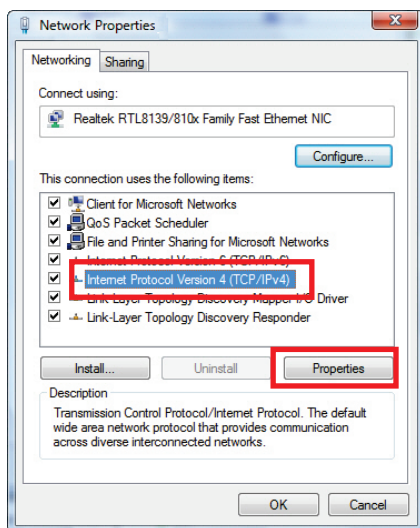 Network Properties
Networking
Sharing
Connect using:
Realtek RTL8139/810x Family Fast Ethernet NIC
Configure...
This connection uses the following items:
Client for Microsoft Networks
QoS Packet Scheduler
File and Printer Sharing for Microsoft Networks
Internet Protocol Version 6 (TCP/IPv6)
Internet Protocol Version 4 (TCP/IPv4)
Link-Layer Topology Discovery Mapper I/O Driver
Link-Layer Topology Discovery Responder
Install...
Uninstall
Properties
Description
Transmission Control Protocol/Internet Protocol. The default
wide area network protocol that provides communication
across diverse interconnected networks.
OK
Cancel